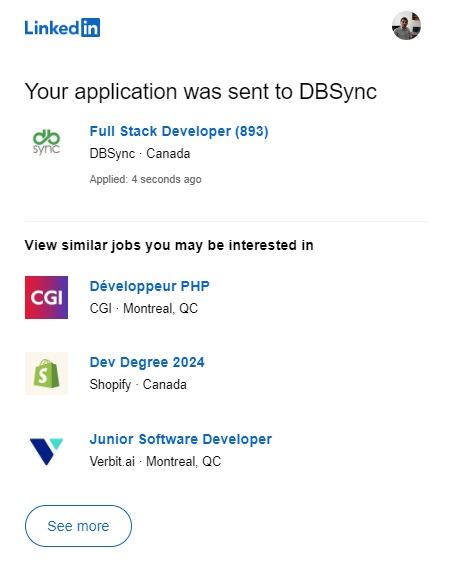 LinkedIn
Your application was sent to DBSync
db
sync
Full Stack Developer (893)
DBSync · Canada
Applied: 4 seconds ago
View similar jobs you may be interested in
CGI
Développeur PHP
CGI · Montreal, QC
S
Dev Degree 2024
Shopify · Canada
Junior Software Developer
Verbit.ai · Montreal, QC
See more